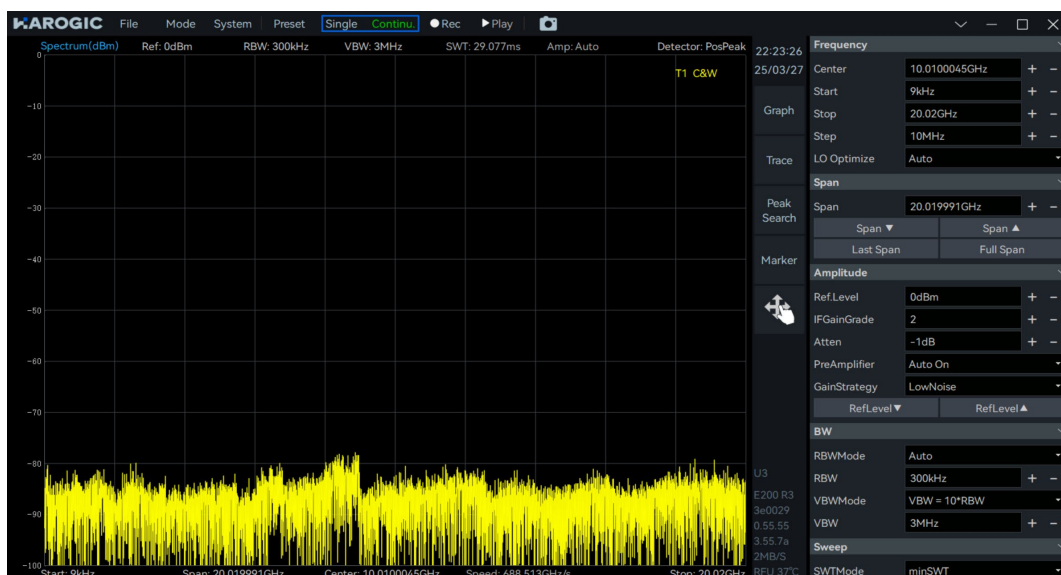 HAROGIC File Mode System Preset Single Continu. Rec Play
Spectrum(dBm) Ref: 0dBm RBW: 300kHz VBW: 3MHz SWT: 29.077ms Amp: Auto Detector: PosPeak
T1 C&W
0
-10
-20
-30
-40
-50
-60
-70
-80
-90
-100
Start: 9kHz Span: 20.019991GHz Center: 10.0100045GHz Speed: 688.513GHz/s Stop: 20.02GHz
22:23:26
25/03/27
Graph
Trace
Peak
Search
Marker
U3
E200 R3
3e0029
0.55.55
3.55.7a
2MB/S
RFU 37°C
Frequency
Center 10.0100045GHz + -
Start 9kHz + -
Stop 20.02GHz + -
Step 10MHz + -
LO Optimize Auto
Span
Span 20.019991GHz + -
Span ▼ Span ▲
Last Span Full Span
Amplitude
Ref.Level 0dBm + -
IFGainGrade 2 + -
Atten -1dB + -
PreAmplifier Auto On
GainStrategy LowNoise
RefLevel▼ RefLevel▲
BW
RBWMode Auto
RBW 300kHz + -
VBWMode VBW = 10*RBW
VBW 3MHz + -
Sweep
SWTMode minSWT